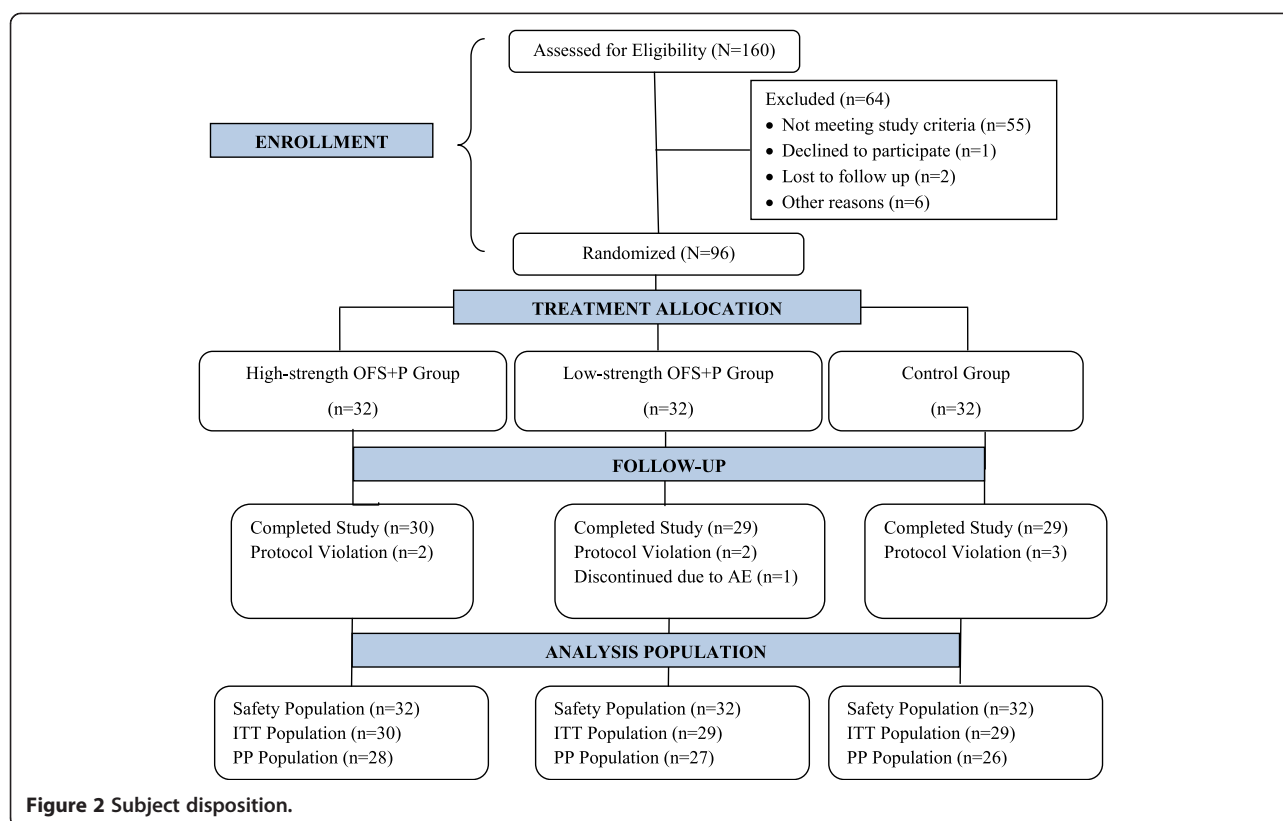 Assessed for Eligibility (N=160)
Excluded (n=64)
• Not meeting study criteria (n=55)
• Declined to participate (n=1)
• Lost to follow up (n=2)
• Other reasons (n=6)
ENROLLMENT
Randomized (N=96)
TREATMENT ALLOCATION
High-strength OFS+P Group
(n=32)
Low-strength OFS+P Group
(n=32)
Control Group
(n=32)
FOLLOW-UP
Completed Study (n=30)
Protocol Violation (n=2)
Completed Study (n=29)
Protocol Violation (n=2)
Discontinued due to AE (n=1)
Completed Study (n=29)
Protocol Violation (n=3)
ANALYSIS POPULATION
Safety Population (n=32)
ITT Population (n=30)
PP Population (n=28)
Safety Population (n=32)
ITT Population (n=29)
PP Population (n=27)
Safety Population (n=32)
ITT Population (n=29)
PP Population (n=26)
Figure 2 Subject disposition.